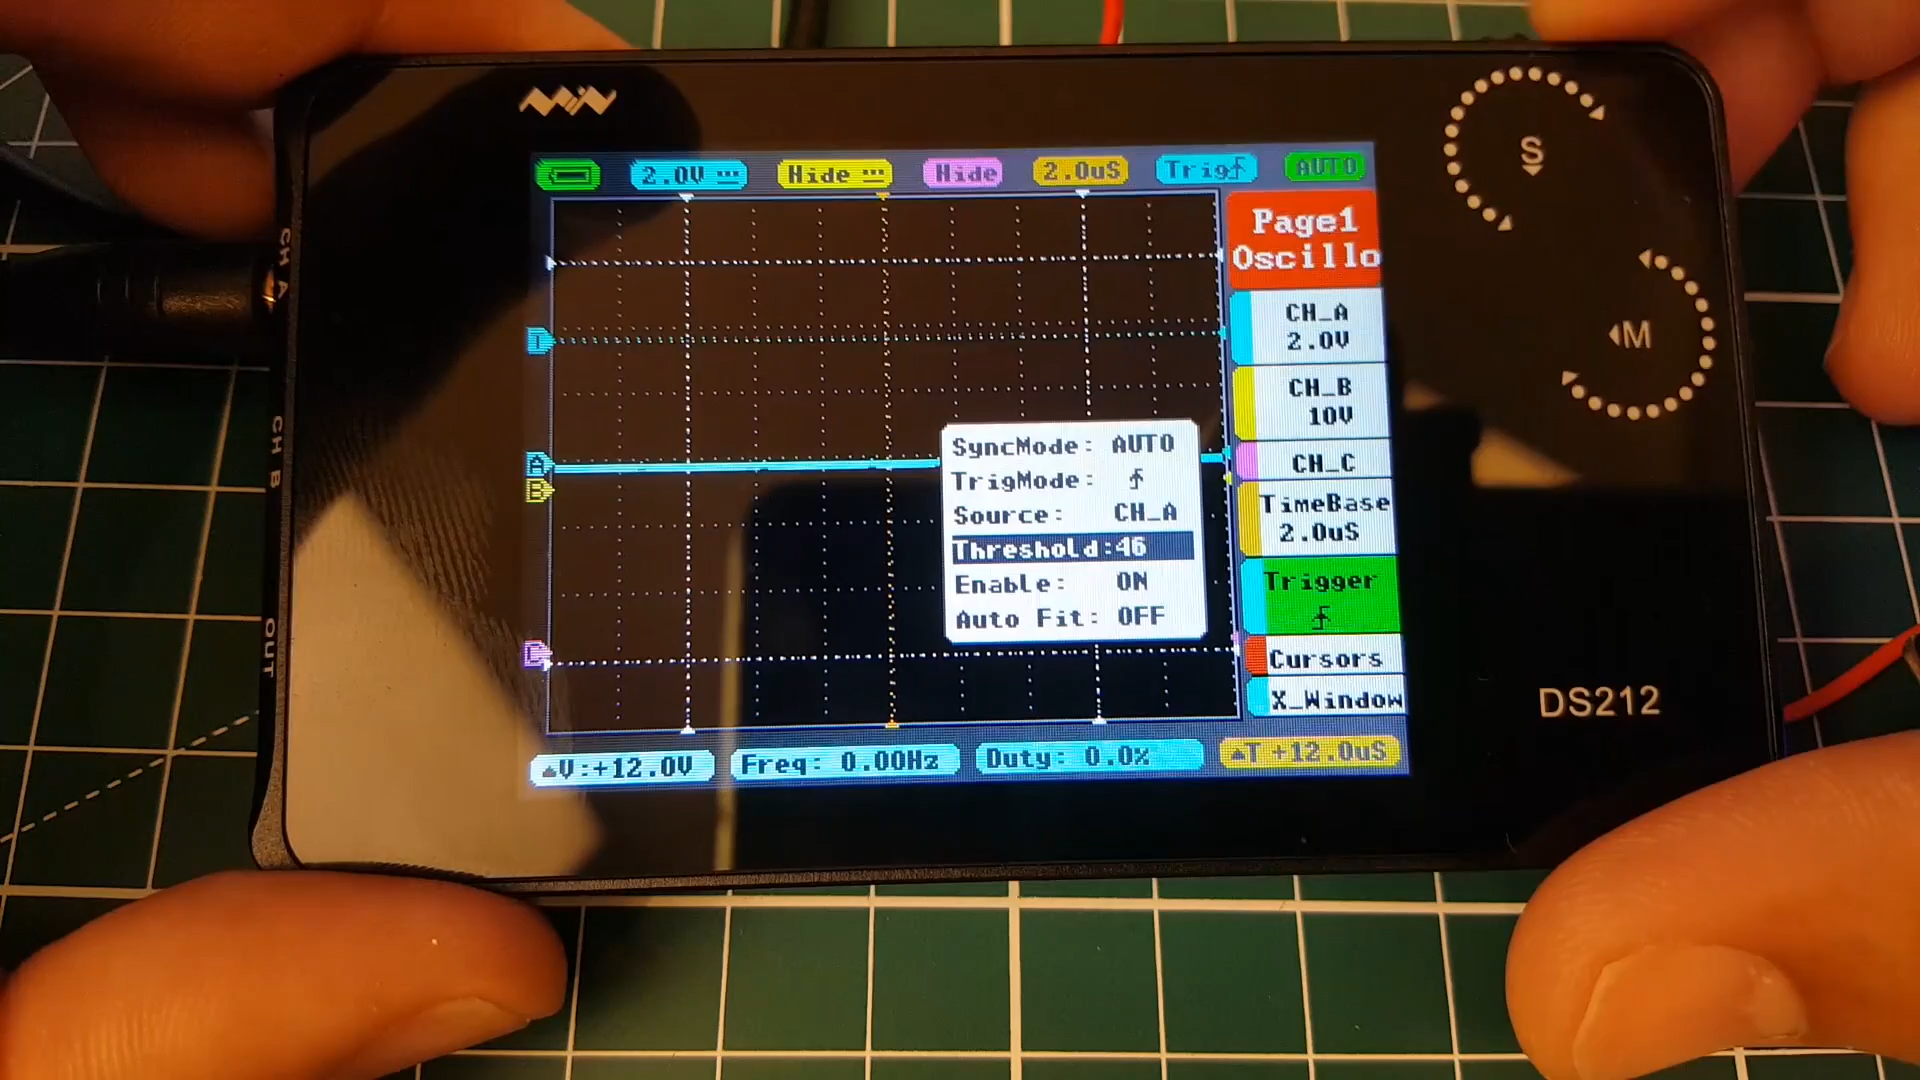 MiNi
2.0V Hide Hide 2.0uS Trig AUTO
Page1
Oscillo
CH_A
2.0V
CH_B
10V
CH_C
TimeBase
2.0uS
Trigger
Cursors
X_Window
T
A
B
C
SyncMode: AUTO
TrigMode:
Source: CH_A
Threshold:46
Enable: ON
Auto Fit: OFF
▲V:+12.0V Freq: 0.00Hz Duty: 0.0% ▲T +12.0uS
CH A
CH B
OUT
S
M
DS212